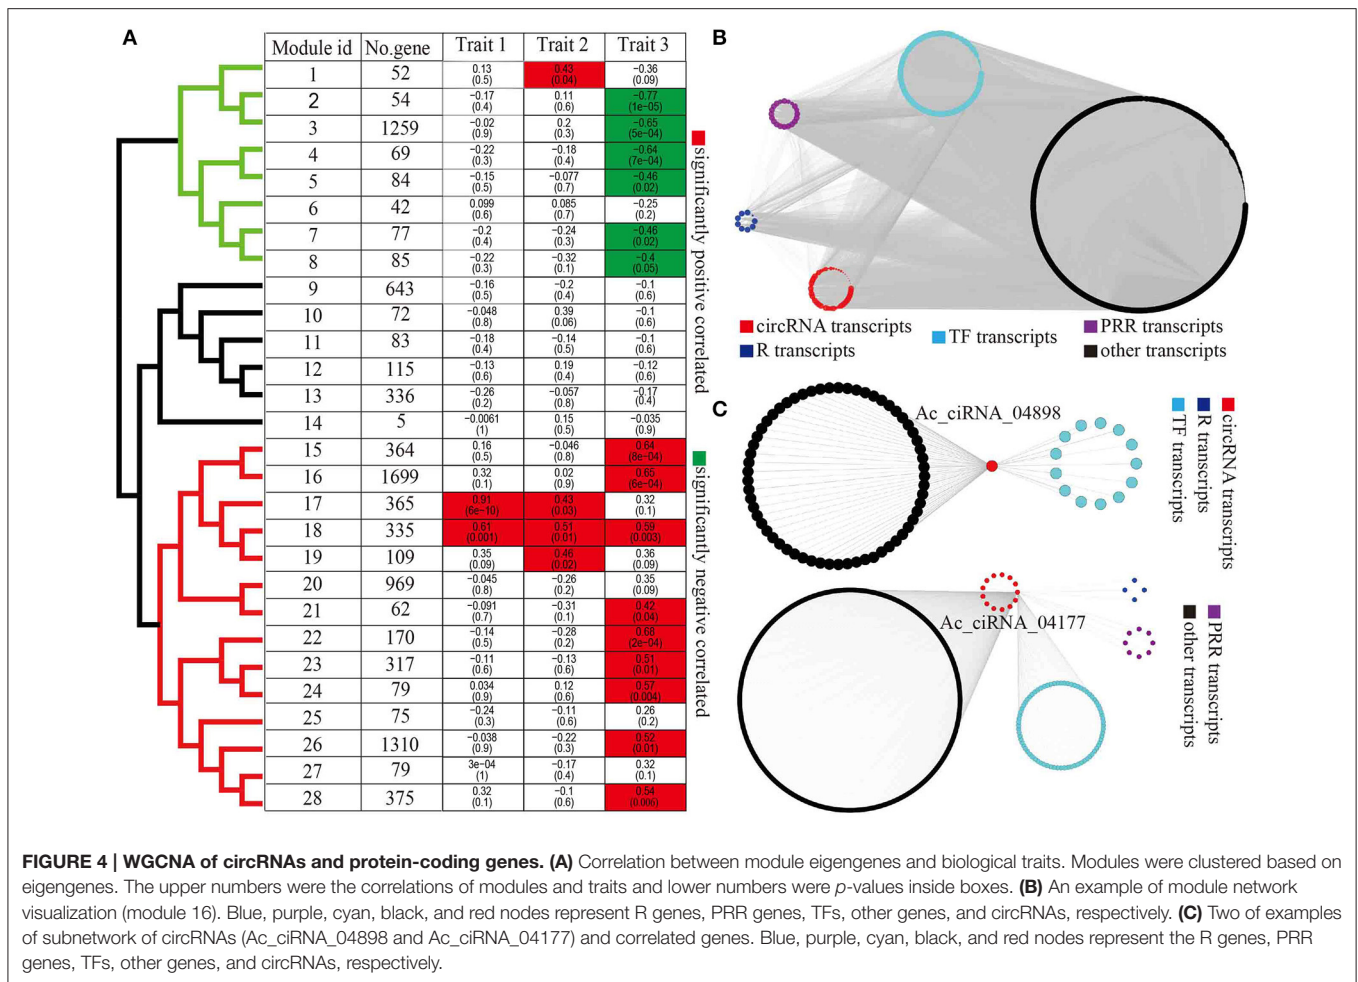 A
Module id No.gene Trait 1 Trait 2 Trait 3
1 52 0.13 (0.5) 0.43 (0.04) −0.36 (0.09)
2 54 −0.17 (0.4) 0.11 (0.6) −0.77 (1e−05)
3 1259 −0.02 (0.9) 0.2 (0.3) −0.65 (5e−04)
4 69 −0.22 (0.3) −0.18 (0.4) −0.64 (7e−04)
5 84 −0.15 (0.5) −0.077 (0.7) −0.46 (0.02)
6 42 0.099 (0.6) 0.085 (0.7) −0.25 (0.2)
7 77 −0.2 (0.4) −0.24 (0.3) −0.46 (0.02)
8 85 −0.22 (0.3) −0.32 (0.1) −0.4 (0.05)
9 643 −0.16 (0.5) −0.2 (0.4) −0.1 (0.6)
10 72 −0.048 (0.8) 0.39 (0.06) −0.1 (0.6)
11 83 −0.18 (0.4) −0.14 (0.5) −0.1 (0.6)
12 115 −0.13 (0.6) 0.19 (0.4) −0.12 (0.6)
13 336 −0.26 (0.2) −0.057 (0.8) −0.17 (0.4)
14 5 −0.0061 (1) 0.15 (0.5) −0.035 (0.9)
15 364 0.16 (0.5) −0.046 (0.8) 0.64 (8e−04)
16 1699 0.32 (0.1) 0.02 (0.9) 0.65 (6e−04)
17 365 0.91 (6e−10) 0.43 (0.03) 0.32 (0.1)
18 335 0.61 (0.001) 0.51 (0.01) 0.59 (0.003)
19 109 0.35 (0.09) 0.46 (0.02) 0.36 (0.09)
20 969 −0.045 (0.8) −0.26 (0.2) 0.35 (0.09)
21 62 −0.091 (0.7) −0.31 (0.1) 0.42 (0.04)
22 170 −0.14 (0.5) −0.28 (0.2) 0.68 (2e−04)
23 317 −0.11 (0.6) −0.13 (0.6) 0.51 (0.01)
24 79 0.034 (0.9) 0.12 (0.6) 0.57 (0.004)
25 75 −0.24 (0.3) −0.11 (0.6) 0.26 (0.2)
26 1310 −0.038 (0.9) −0.22 (0.3) 0.52 (0.01)
27 79 3e−04 (1) −0.17 (0.4) 0.32 (0.1)
28 375 0.32 (0.1) −0.1 (0.6) 0.54 (0.006)
significantly positive correlated
significantly negative correlated
B
circRNA transcripts
R transcripts
TF transcripts
PRR transcripts
other transcripts
C
Ac_ciRNA_04898
Ac_ciRNA_04177
circRNA transcripts
R transcripts
TF transcripts
PRR transcripts
other transcripts
FIGURE 4 | WGCNA of circRNAs and protein-coding genes. (A) Correlation between module eigengenes and biological traits. Modules were clustered based on
eigengenes. The upper numbers were the correlations of modules and traits and lower numbers were p-values inside boxes. (B) An example of module network
visualization (module 16). Blue, purple, cyan, black, and red nodes represent R genes, PRR genes, TFs, other genes, and circRNAs, respectively. (C) Two of examples
of subnetwork of circRNAs (Ac_ciRNA_04898 and Ac_ciRNA_04177) and correlated genes. Blue, purple, cyan, black, and red nodes represent the R genes, PRR
genes, TFs, other genes, and circRNAs, respectively.